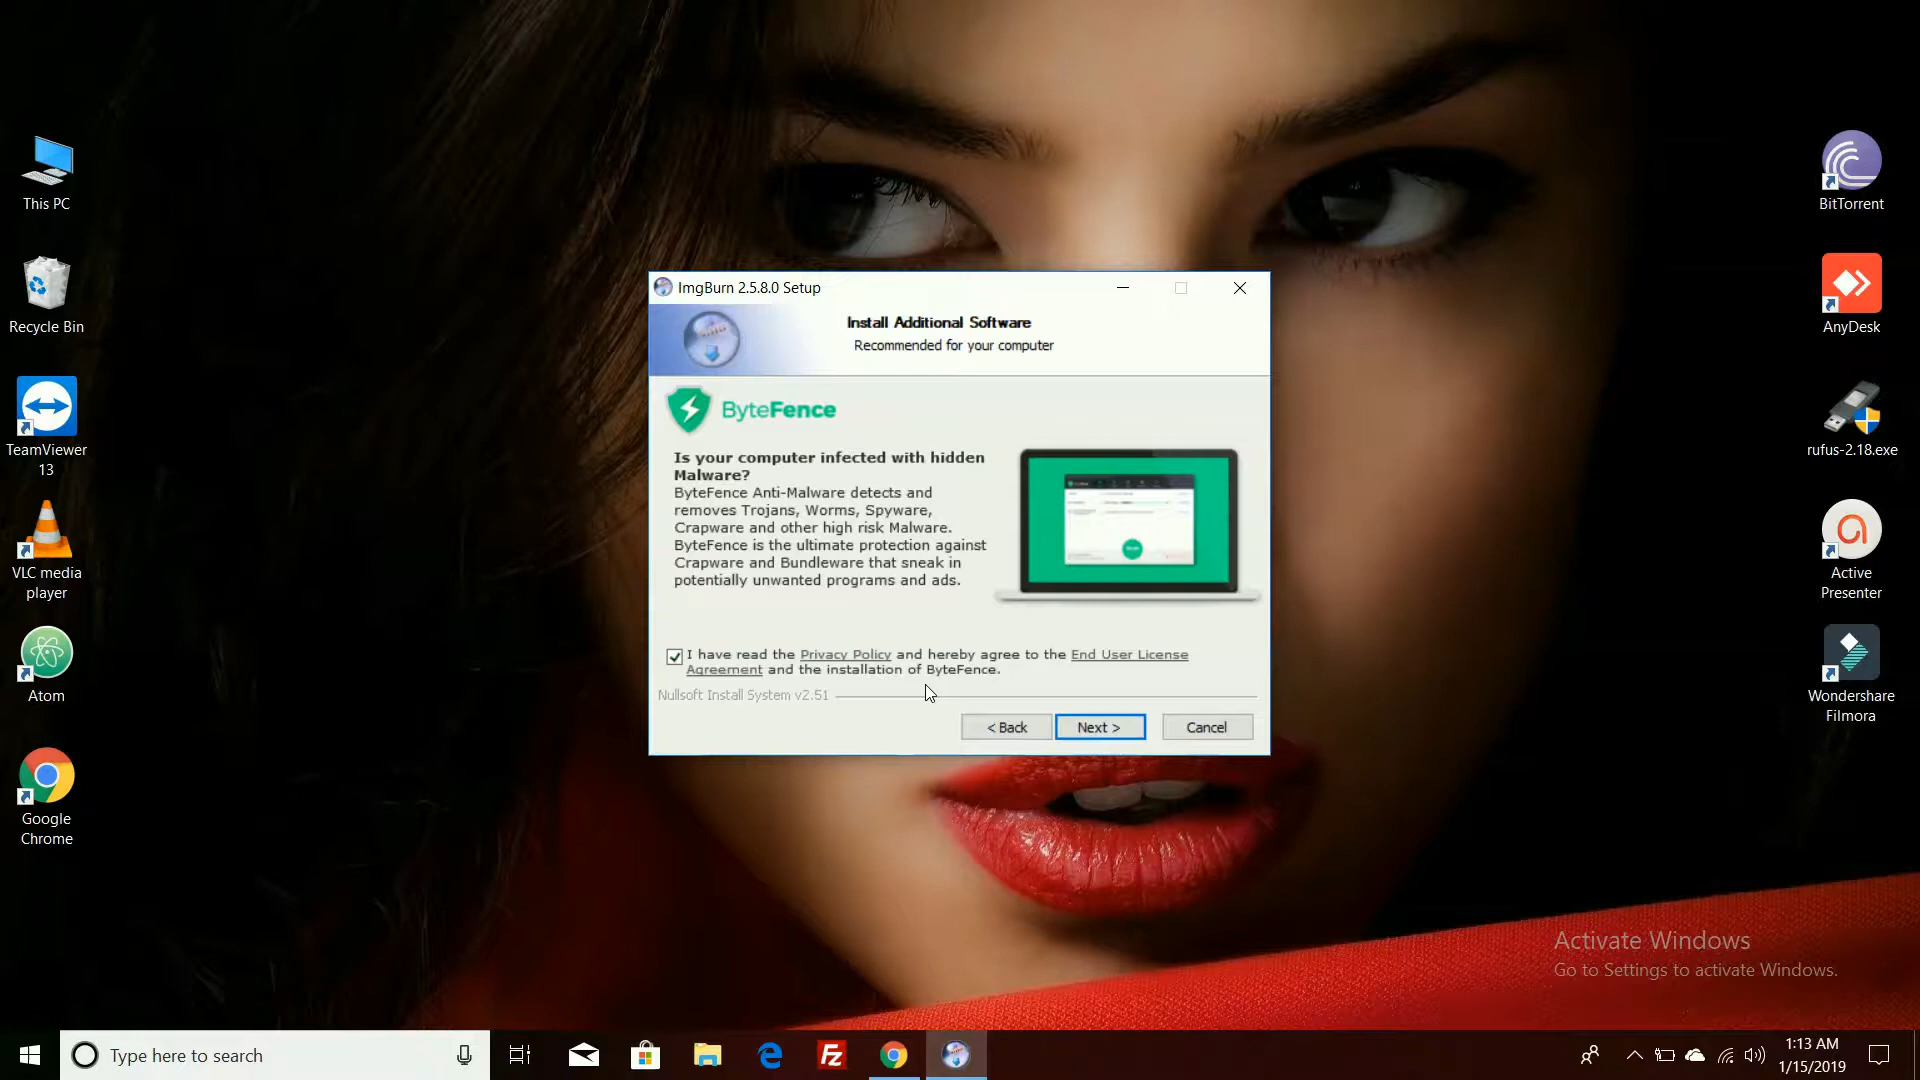 This PC
Recycle Bin
TeamViewer
13
VLC media
player
Atom
Google
Chrome
ImgBurn 2.5.8.0 Setup
Install Additional Software
Recommended for your computer
ByteFence
Is your computer infected with hidden
Malware?
ByteFence Anti-Malware detects and
removes Trojans, Worms, Spyware,
Crapware and other high risk Malware.
ByteFence is the ultimate protection against
Crapware and Bundleware that sneak in
potentially unwanted programs and ads.
I have read the Privacy Policy and hereby agree to the End User License
Agreement and the installation of ByteFence.
Nullsoft Install System v2.51
< Back
Next >
Cancel
BitTorrent
AnyDesk
rufus-2.18.exe
Active
Presenter
Wondershare
Filmora
Activate Windows
Go to Settings to activate Windows.
Type here to search
1:13 AM
1/15/2019